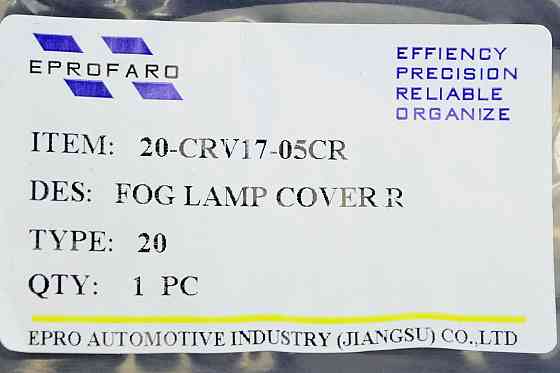 EPROFARO
EFFIENCY
PRECISION
RELIABLE
ORGANIZE
ITEM: 20-CRV17-05CR
DES: FOG LAMP COVER R
TYPE: 20
QTY: 1 PC
EPRO AUTOMOTIVE INDUSTRY (JIANGSU) CO.,LTD